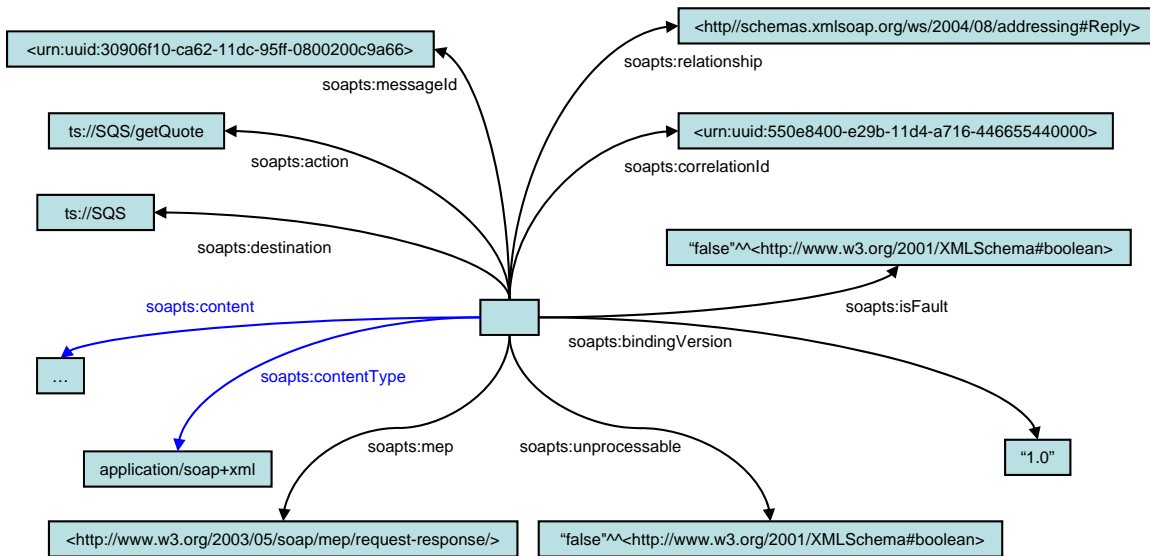 <http//schemas.xmlsoap.org/ws/2004/08/addressing#Reply>
<urn:uuid:30906f10-ca62-11dc-95ff-0800200c9a66>
soapts:relationship
soapts:messageId
ts://SQS/getQuote
<urn:uuid:550e8400-e29b-11d4-a716-446655440000>
soapts:action
soapts:correlationId
ts://SQS
soapts:destination
“false"^^<http://www.w3.org/2001/XMLSchema#boolean>
soapts:content
soapts:isFault
soapts:bindingVersion
…
soapts:contentType
soapts:mep
soapts:unprocessable
“1.0”
application/soap+xml
<http://www.w3.org/2003/05/soap/mep/request-response/>
“false"^^<http://www.w3.org/2001/XMLSchema#boolean>